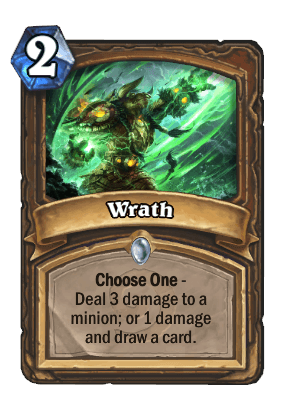 2
Wrath
Choose One -
Deal 3 damage to a
minion; or 1 damage
and draw a card.